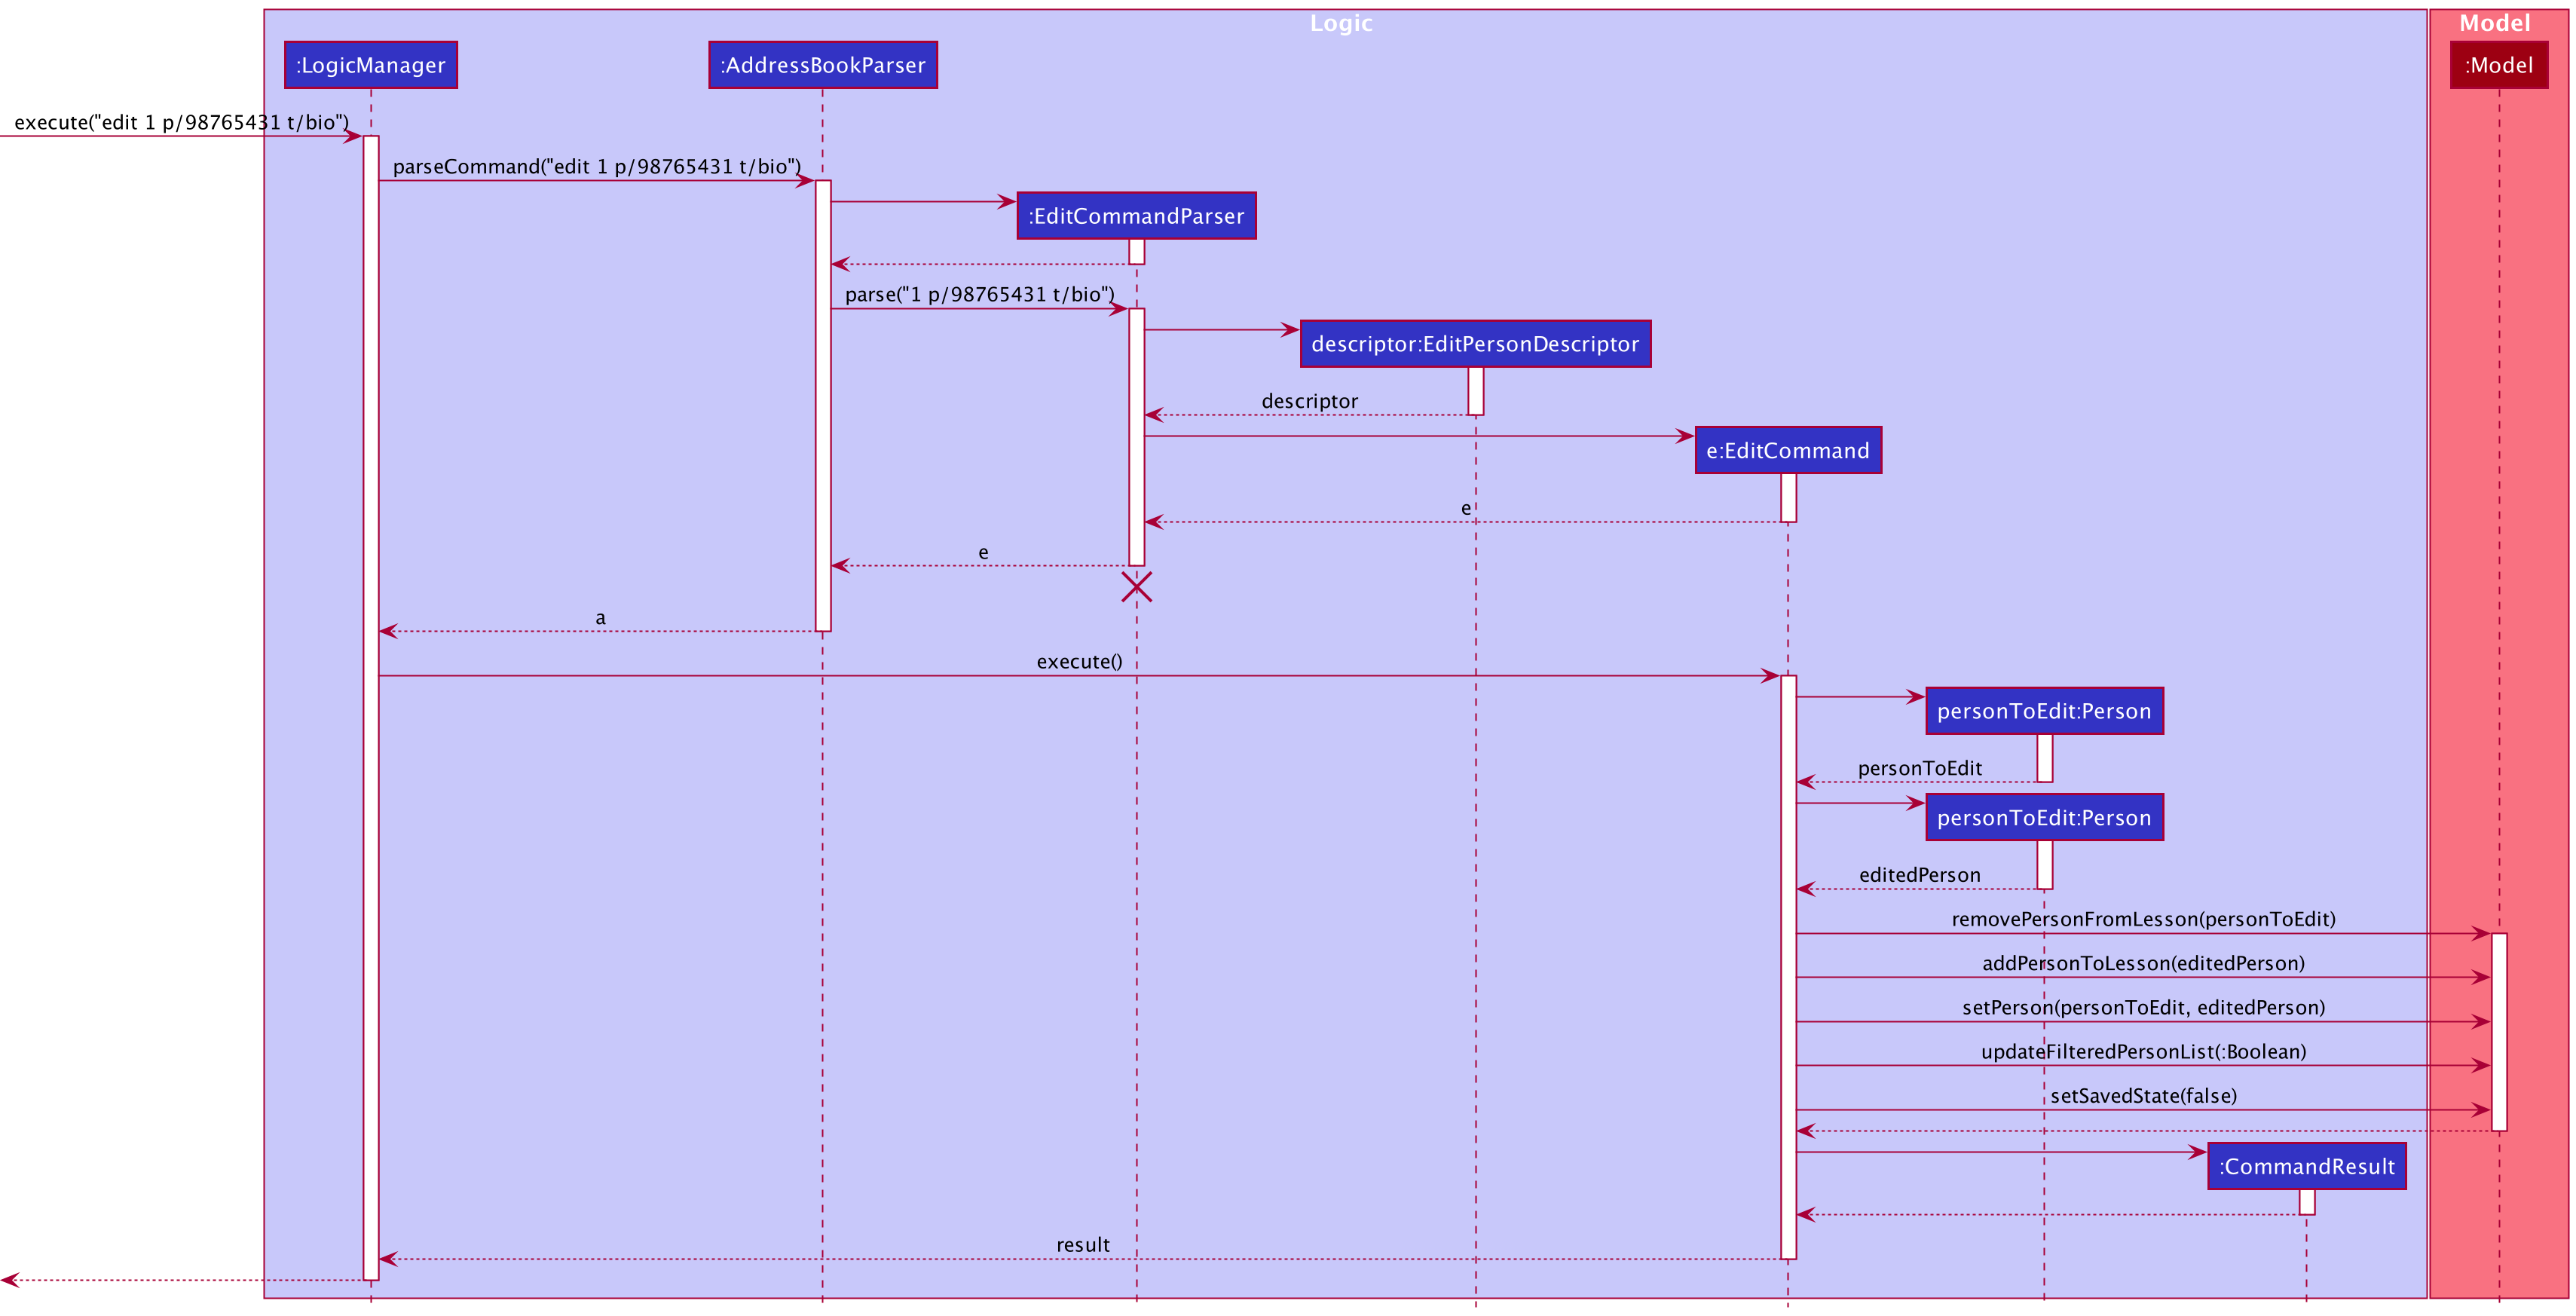 Logic
Model
:LogicManager
:AddressBookParser
:Model
execute("edit 1 p/98765431 t/bio")
parseCommand("edit 1 p/98765431 t/bio")
:EditCommandParser
parse("1 p/98765431 t/bio")
descriptor:EditPersonDescriptor
descriptor
e:EditCommand
e
e
a
execute()
personToEdit:Person
personToEdit
personToEdit:Person
editedPerson
removePersonFromLesson(personToEdit)
addPersonToLesson(editedPerson)
setPerson(personToEdit, editedPerson)
updateFilteredPersonList(:Boolean)
setSavedState(false)
:CommandResult
result